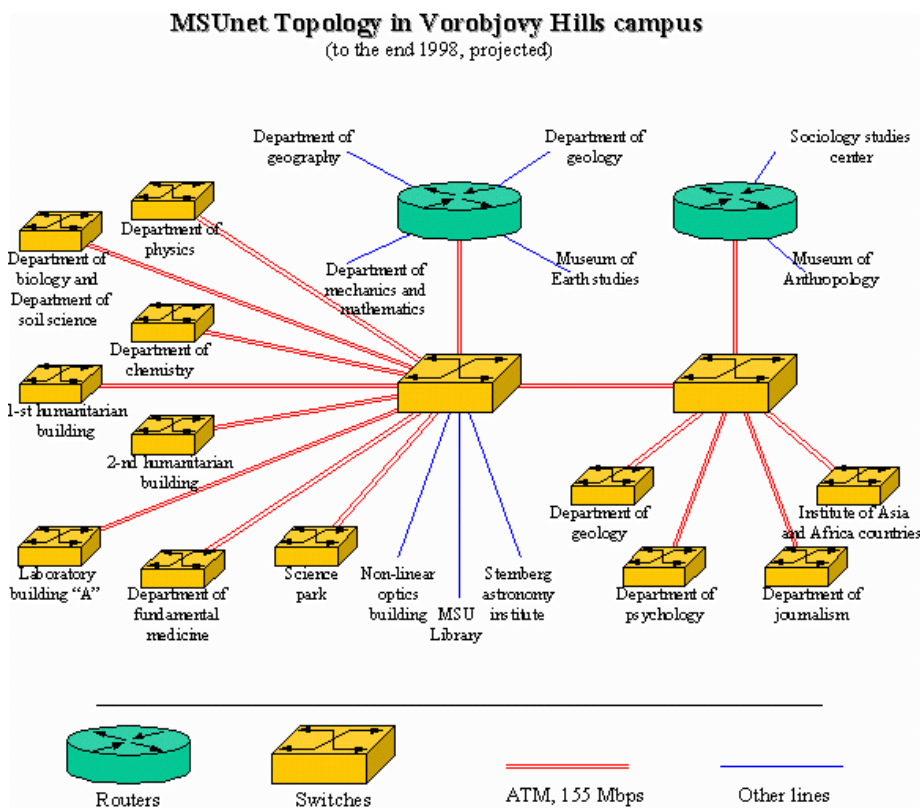 MSUnet Topology in Vorobjovy Hills campus
(to the end 1998, projected)
Department of
geography
Department of
geology
Sociology studies
center
Department of
physics
Department of
biology and
Department of
soil science
Department of
mechanics and
mathematics
Museum of
Earth studies
Museum of
Anthropology
Department of
chemistry
1-st humanitarian
building
2-nd humanitarian
building
Laboratory
building “A”
Department of
fundamental
medicine
Science
park
Non-linear
optics
building
MSU
Library
Sternberg
astronomy
institute
Department of
geology
Institute of Asia
and Africa countries
Department of
psychology
Department of
journalism
Routers
Switches
ATM, 155 Mbps
Other lines